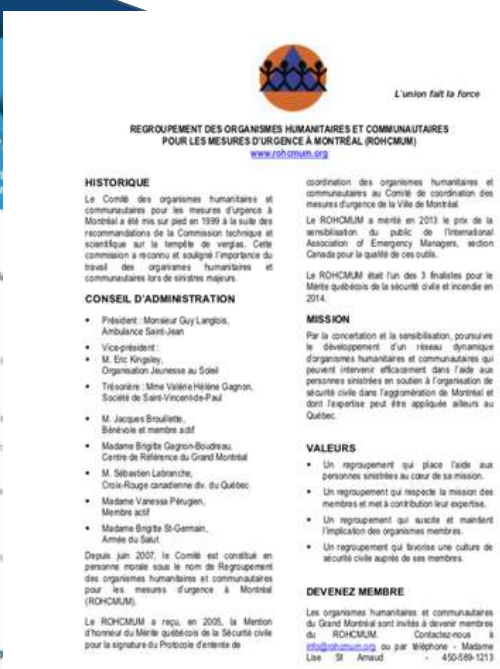 L'union fait la force
REGROUPEMENT DES ORGANISMES HUMANITAIRES ET COMMUNAUTAIRES
POUR LES MESURES D'URGENCE À MONTRÉAL (ROHCMUM)
www.rohcmum.org
HISTORIQUE
Le Comité des organismes humanitaires et
communautaires pour les mesures d'urgence à
Montréal a été mis sur pied en 1999 à la suite des
recommandations de la Commission technique et
scientifique sur la tempête de verglas. Cette
commission a reconnu et souligné l'importance du
travail des organismes humanitaires et
communautaires lors de sinistres majeurs.
CONSEIL D'ADMINISTRATION
• Président : Monsieur Guy Langlois,
Ambulance Saint-Jean
• Vice-président :
• M. Eric Kingsley,
Organisation Jeunesse au Soleil
• Trésorière : Mme Valérie Hélène Gagnon,
Société de Saint-Vincent-de-Paul
• M. Jacques Brouillette,
Bénévole et membre actif
• Madame Brigitte Gagnon-Boudreau,
Centre de Référence du Grand Montréal
• M. Sébastien Labranche,
Croix-Rouge canadienne div. du Québec
• Madame Vanessa Pérugien,
Membre actif
• Madame Brigitte St-Germain,
Armée du Salut
Depuis juin 2007, le Comité est constitué en
personne morale sous le nom de Regroupement
des organismes humanitaires et communautaires
pour les mesures d'urgence à Montréal
(ROHCMUM).
Le ROHCMUM a reçu, en 2005, la Mention
d'honneur du Mérite québécois de la Sécurité civile
pour la signature du Protocole d'entente de
coordination des organismes humanitaires et
communautaires au Comité de coordination des
mesures d'urgence de la Ville de Montréal.
Le ROHCMUM a mérité en 2013 le prix de la
sensibilisation du public de l'International
Association of Emergency Managers, section
Canada pour la qualité de ces outils.
Le ROHCMUM était l'un des 3 finalistes pour le
Mérite québécois de la sécurité civile et incendie en
2014.
MISSION
Par la concertation et la sensibilisation, poursuivre
le développement d'un réseau dynamique
d'organismes humanitaires et communautaires qui
peuvent intervenir efficacement dans l'aide aux
personnes sinistrées en soutien à l'organisation de
sécurité civile dans l'agglomération de Montréal et
dont l'expertise peut être appliquée ailleurs au
Québec.
VALEURS
• Un regroupement qui place l'aide aux
personnes sinistrées au cœur de sa mission.
• Un regroupement qui respecte la mission des
membres et met à contribution leur expertise.
• Un regroupement qui suscite et maintient
l'implication des organismes membres.
• Un regroupement qui favorise une culture de
sécurité civile auprès de ses membres.
DEVENEZ MEMBRE
Les organismes humanitaires et communautaires
du Grand Montréal sont invités à devenir membres
du ROHCMUM. Contactez-nous à
info@rohcmum.org ou par téléphone - Madame
Lise St Arnaud - 450-589-1213